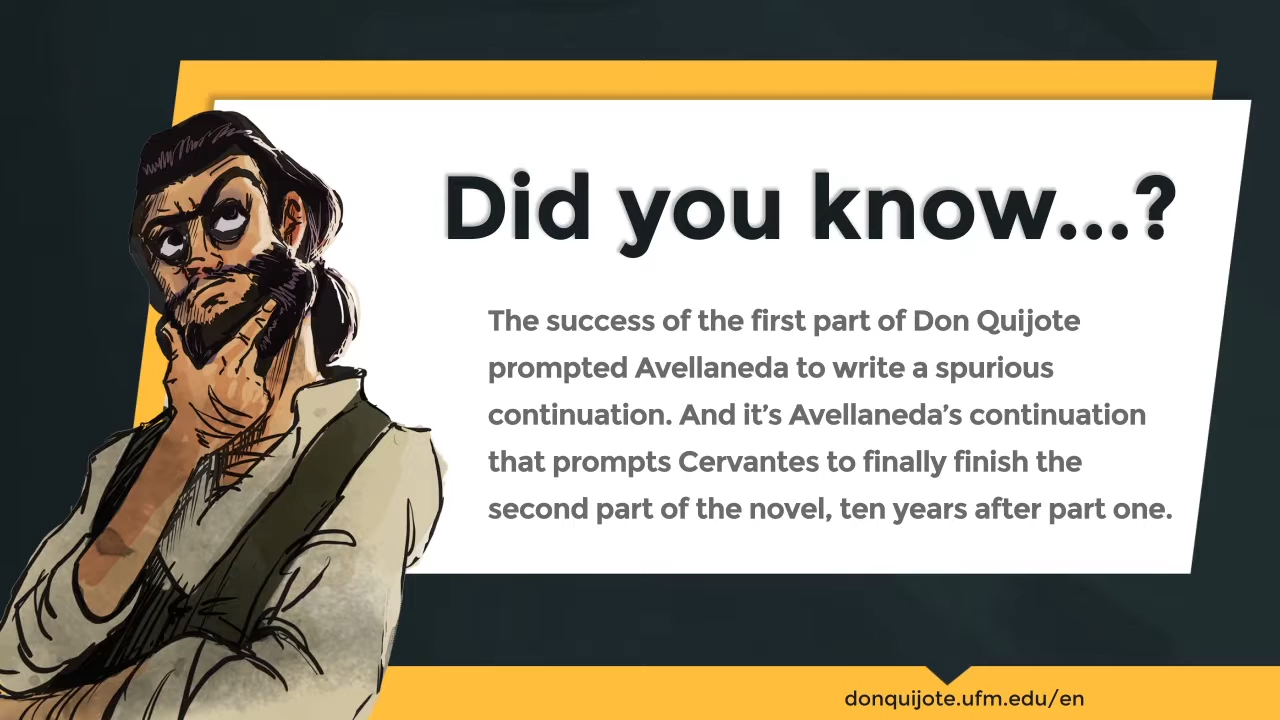 Did you know...?
The success of the first part of Don Quijote
prompted Avellaneda to write a spurious
continuation. And it’s Avellaneda’s continuation
that prompts Cervantes to finally finish the
second part of the novel, ten years after part one.
donquijote.ufm.edu/en